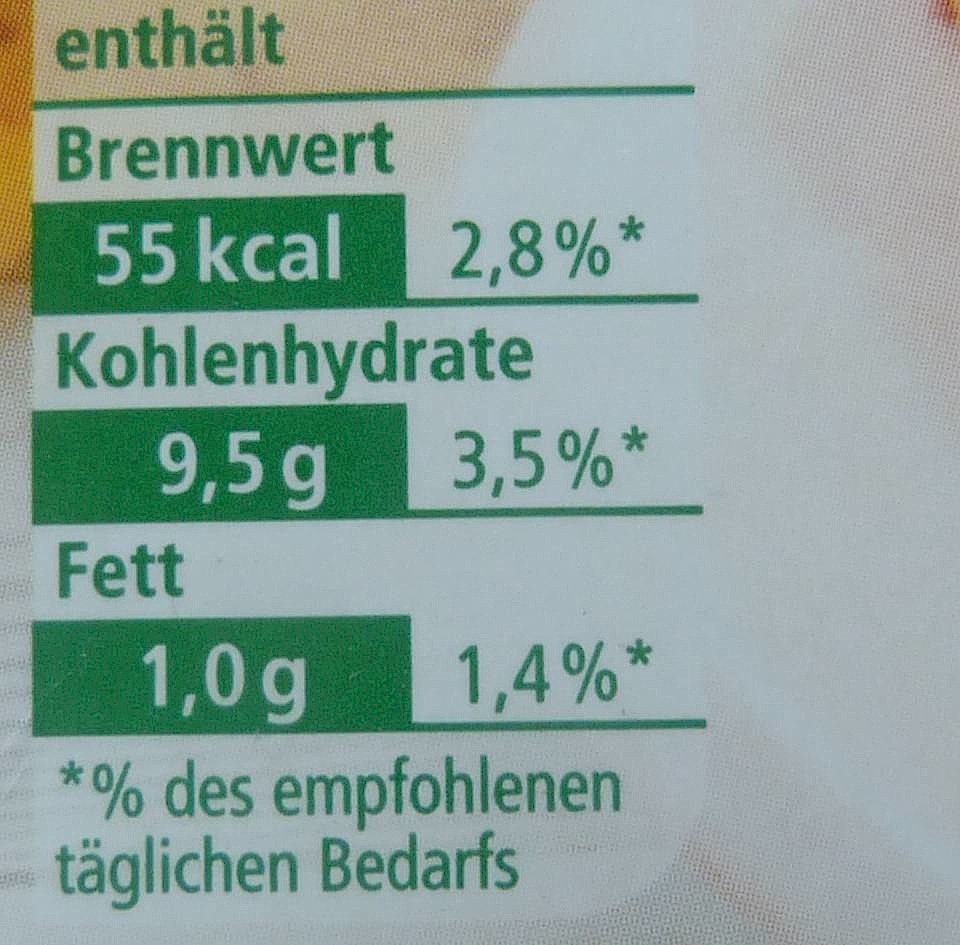 enthält
Brennwert
55 kcal 2,8%*
Kohlenhydrate
9,5 g 3,5%*
Fett
1,0 g 1,4%*
*% des empfohlenen
täglichen Bedarfs